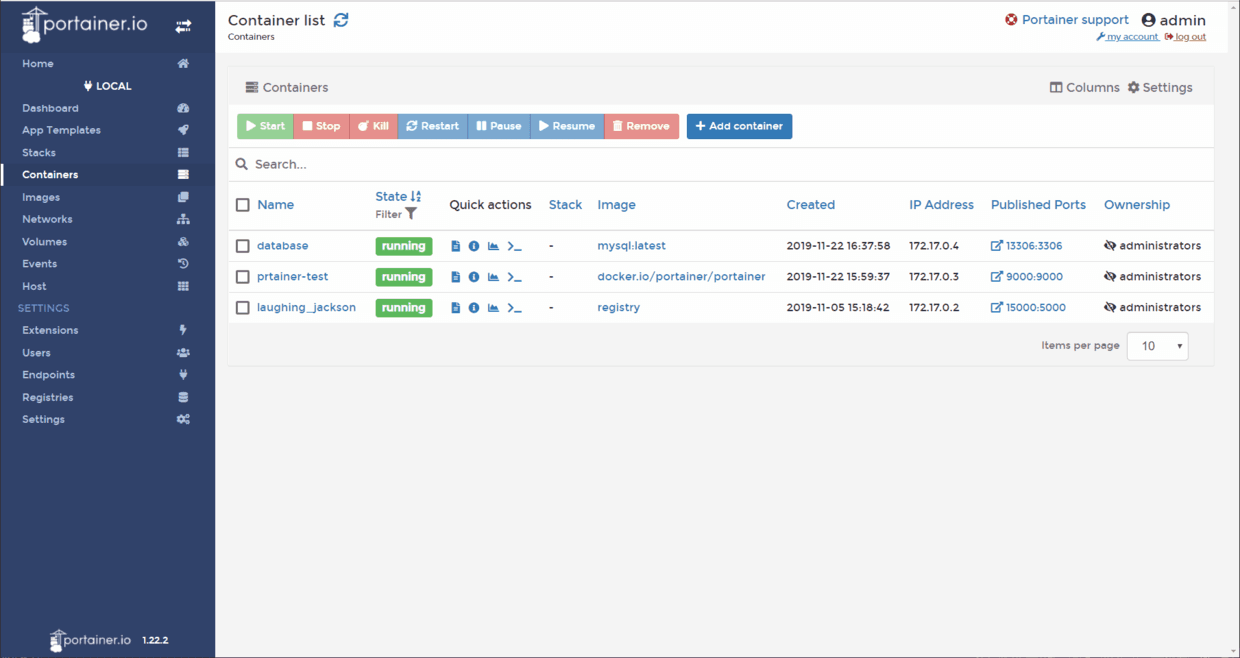 portainer.io
Container list
Containers
Portainer support admin
my account log out
Home
LOCAL
Dashboard
App Templates
Stacks
Containers
Images
Networks
Volumes
Events
Host
SETTINGS
Extensions
Users
Endpoints
Registries
Settings
portainer.io 1.22.2
Containers Columns Settings
Start Stop Kill Restart Pause Resume Remove Add container
Search...
Name State Filter Quick actions Stack Image Created IP Address Published Ports Ownership
database running - mysql:latest 2019-11-22 16:37:58 172.17.0.4 13306:3306 administrators
prtainer-test running - docker.io/portainer/portainer 2019-11-22 15:59:37 172.17.0.3 9000:9000 administrators
laughing_jackson running - registry 2019-11-05 15:18:42 172.17.0.2 15000:5000 administrators
Items per page 10